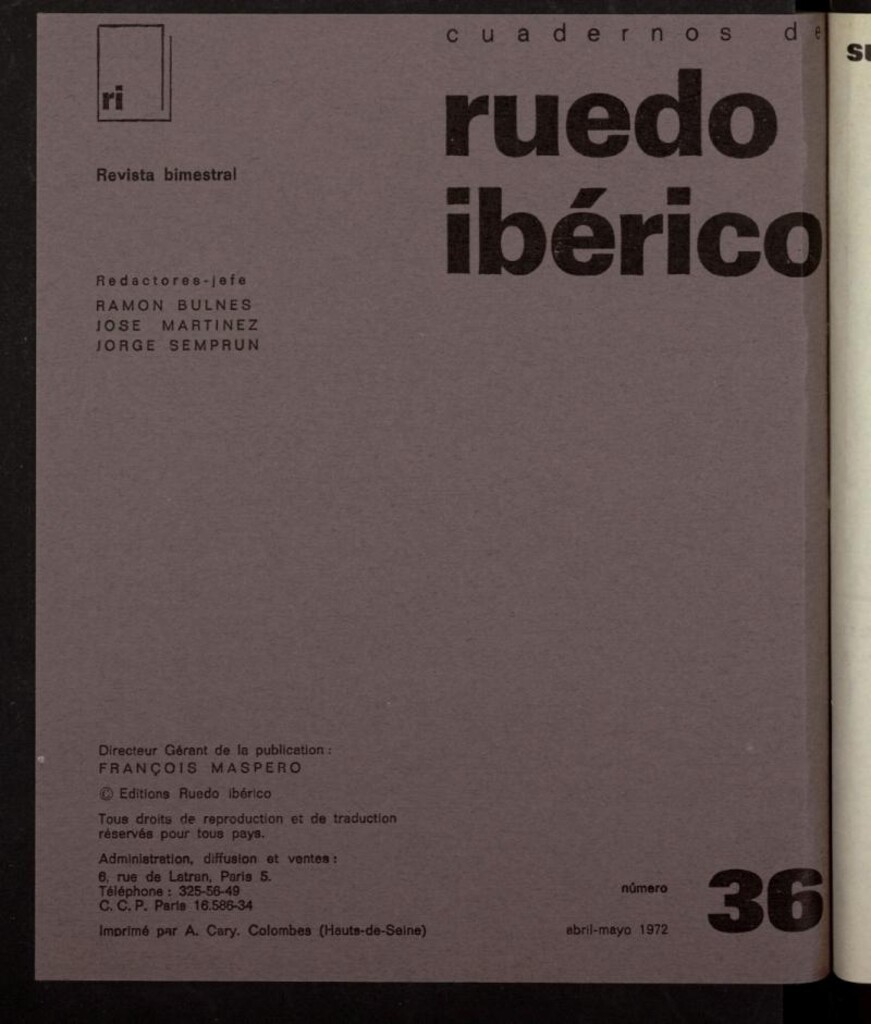 ri
cuadernos de
ruedo
ibérico
Revista bimestral
Redactores-jefe
RAMON BULNES
JOSE MARTINEZ
JORGE SEMPRUN
Directeur Gérant de la publication :
FRANÇOIS MASPERO
© Editions Ruedo ibérico
Tous droits de reproduction et de traduction
réservés pour tous pays.
Administration, diffusion et ventes :
6, rue de Latran, Paris 5.
Téléphone : 325-56-49
C. C. P. Paris 16.586-34
Imprimé par A. Cary. Colombes (Hauts-de-Seine)
número
36
abril-mayo 1972